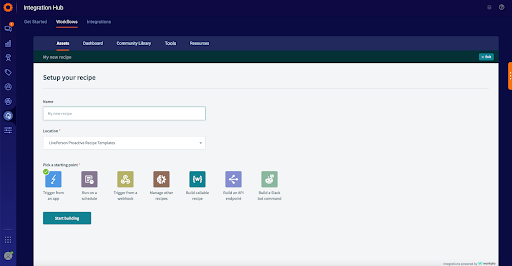 Integration Hub
Get Started
Workflows
Integrations
Assets
Dashboard
Community Library
Tools
Resources
My new recipe
Exit
Setup your recipe
Name
My new recipe
Location *
LivePerson Proactive Recipe Templates
Pick a starting point *
Trigger from
an app
Run on a
schedule
Trigger from a
webhook
Manage other
recipes
Build callable
recipe
Build an API
endpoint
Build a Slack
bot command
Start building
Integrations powered by workato